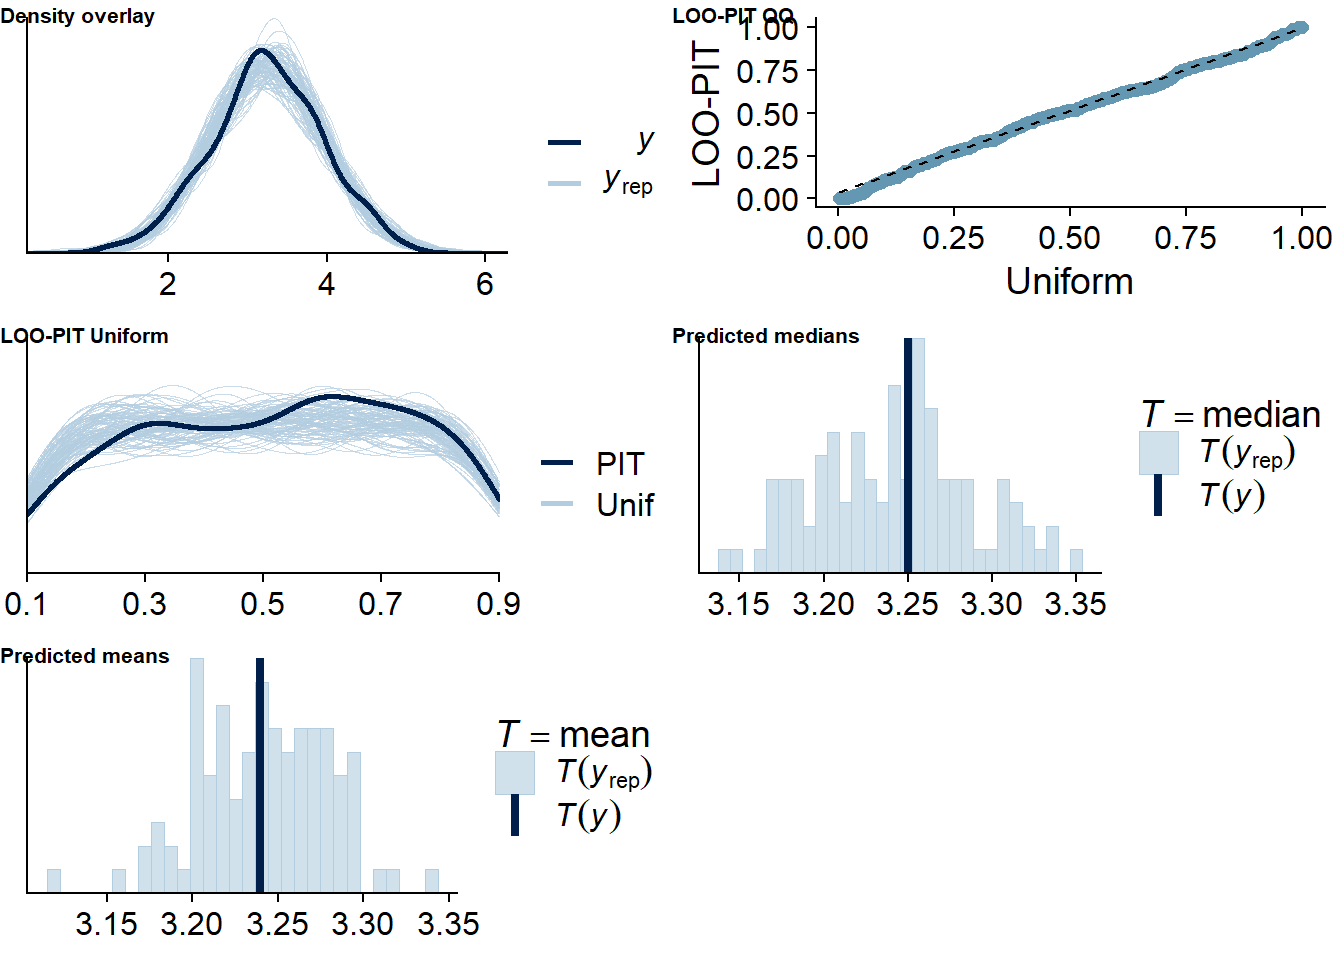 Density overlay
y
yrep
2 4 6
LOO-PIT QQ
LOO-PIT
1.00
0.75
0.50
0.25
0.00
0.00 0.25 0.50 0.75 1.00
Uniform
LOO-PIT Uniform
PIT
Unif
0.1 0.3 0.5 0.7 0.9
Predicted medians
T = median
T(yrep)
T(y)
3.15 3.20 3.25 3.30 3.35
Predicted means
T = mean
T(yrep)
T(y)
3.15 3.20 3.25 3.30 3.35